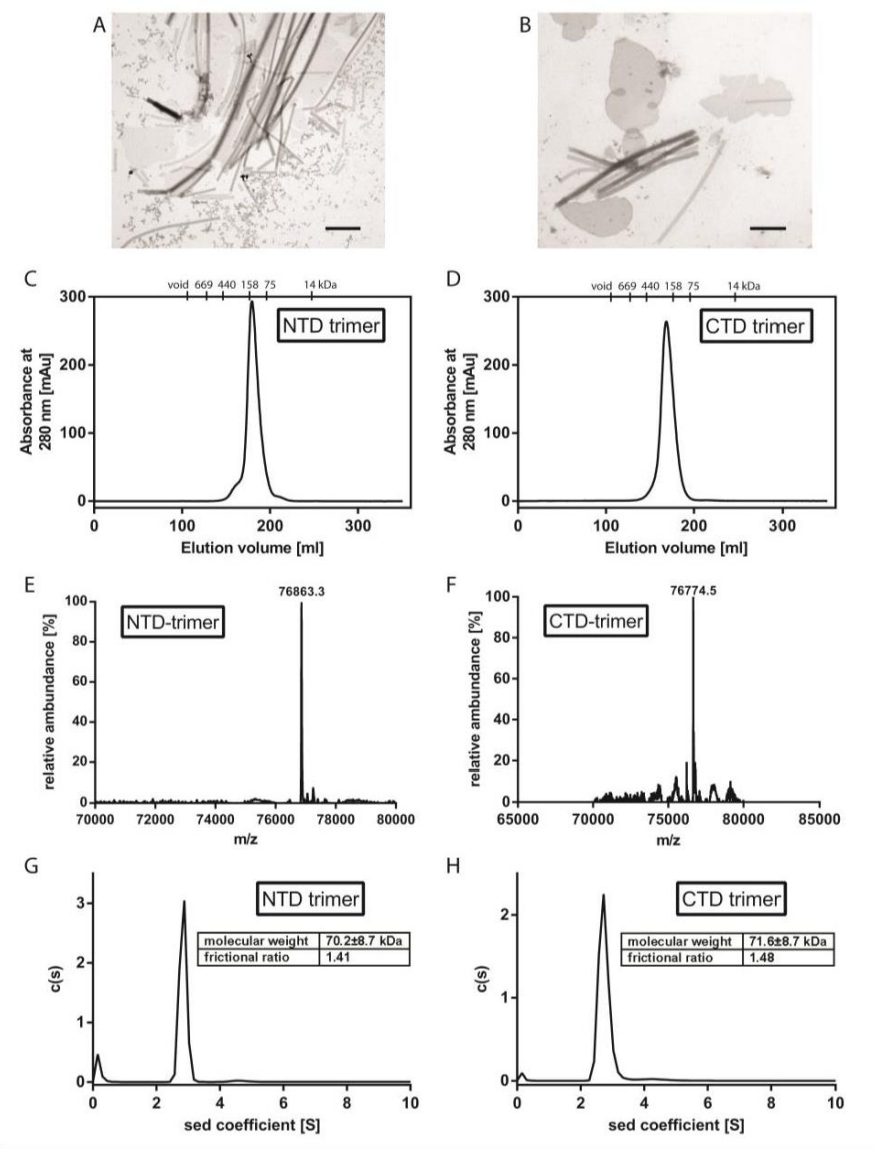 A
B
C
void 669 440 158 75 14 kDa
300
200
100
0
Absorbance at
280 nm [mAu]
NTD trimer
0 100 200 300
Elution volume [ml]
D
void 669 440 158 75 14 kDa
300
200
100
0
Absorbance at
280 nm [mAu]
CTD trimer
0 100 200 300
Elution volume [ml]
E
76863.3
100
80
60
40
20
0
relative ambundance [%]
NTD-trimer
70000 72000 74000 76000 78000 80000
m/z
F
76774.5
100
80
60
40
20
0
relative ambundance [%]
CTD-trimer
65000 70000 75000 80000 85000
m/z
G
3
2
1
0
c(s)
NTD trimer
molecular weight 70.2±8.7 kDa
frictional ratio 1.41
0 2 4 6 8 10
sed coefficient [S]
H
2
1
0
c(s)
CTD trimer
molecular weight 71.6±8.7 kDa
frictional ratio 1.48
0 2 4 6 8 10
sed coefficient [S]